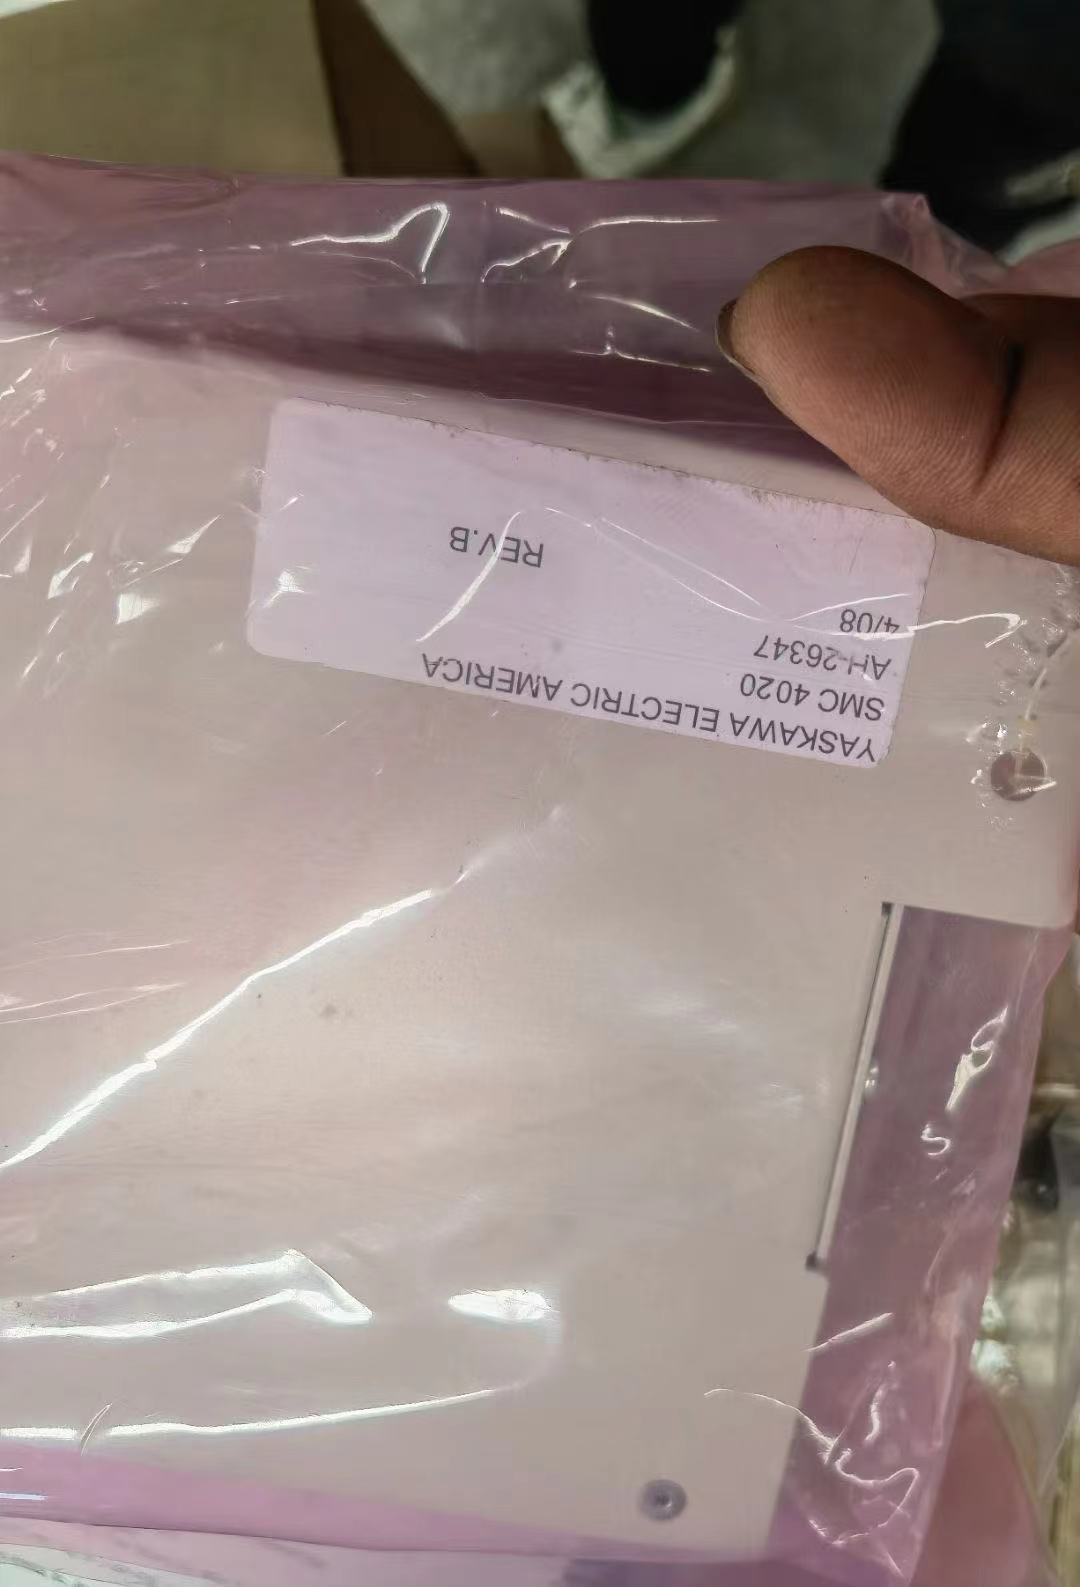 YASKAWA ELECTRIC AMERICA
SMC 4020
AH-26347
4/08
REV.B